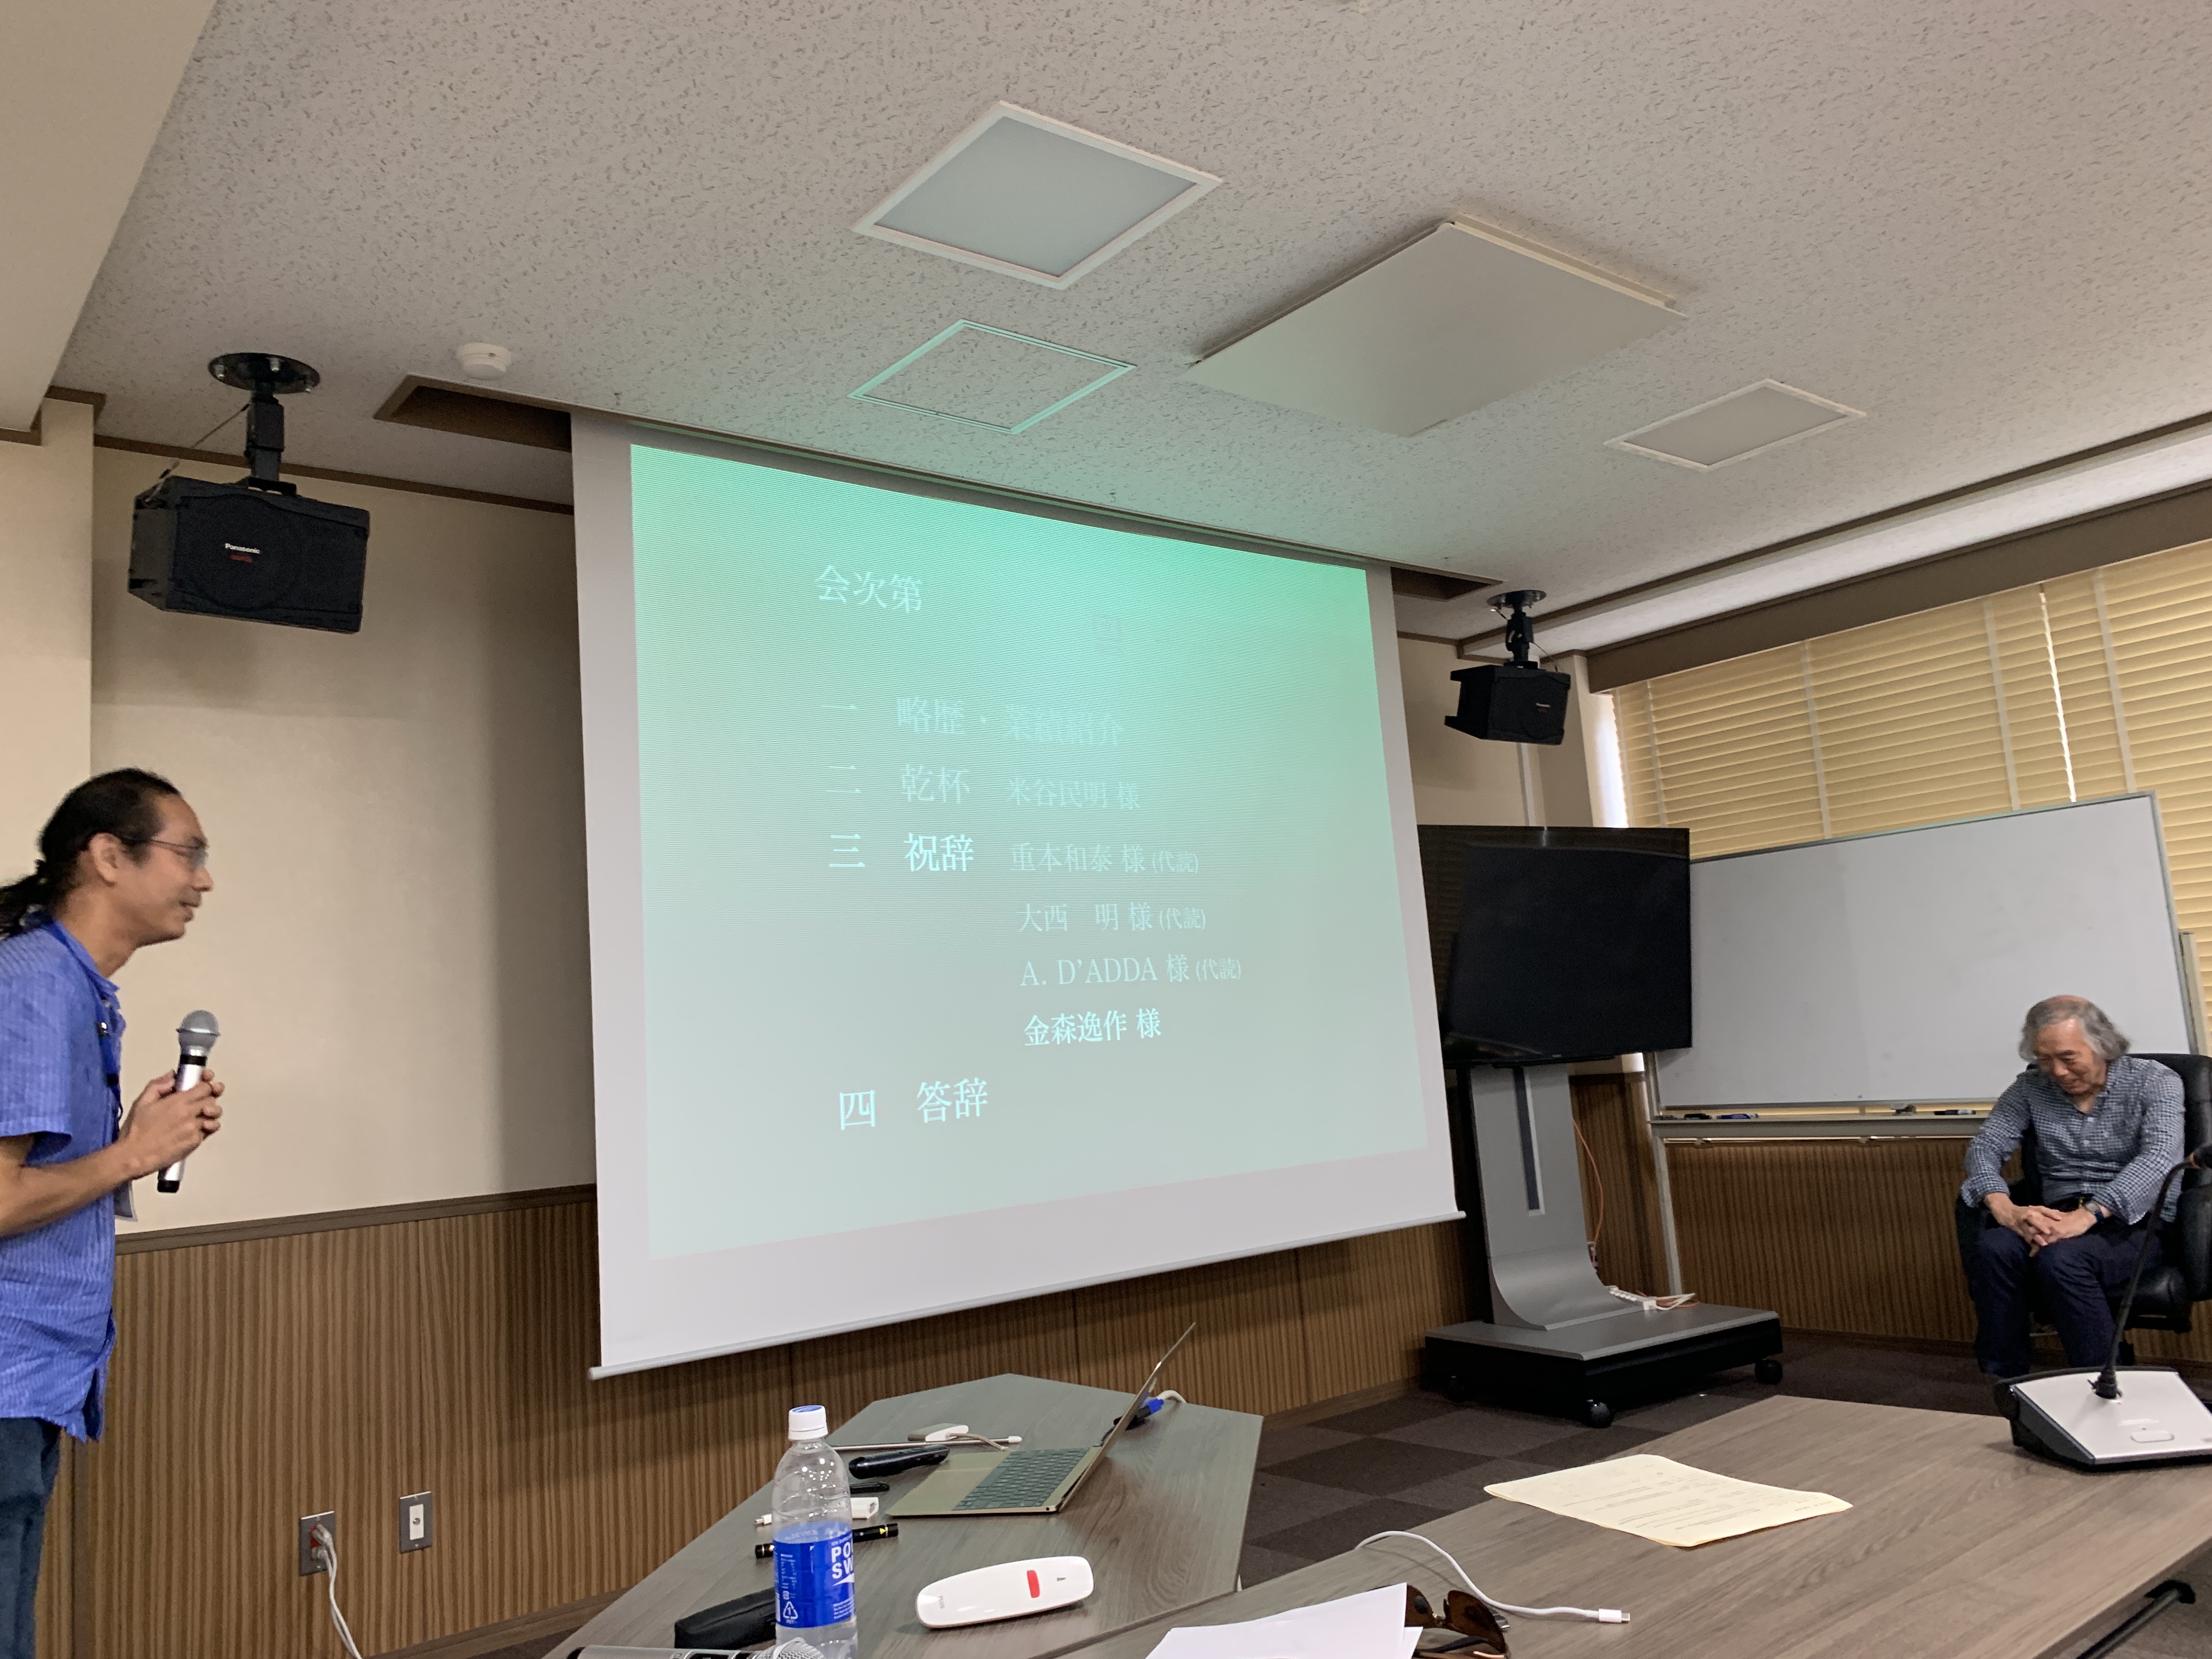 会次第
一 略歴・業績紹介
二 乾杯 米谷民明 様
三 祝辞 重本和泰 様 (代読)
大西 明 様 (代読)
A. D'ADDA 様 (代読)
金森逸作 様
四 答辞
Panasonic
PO
SW